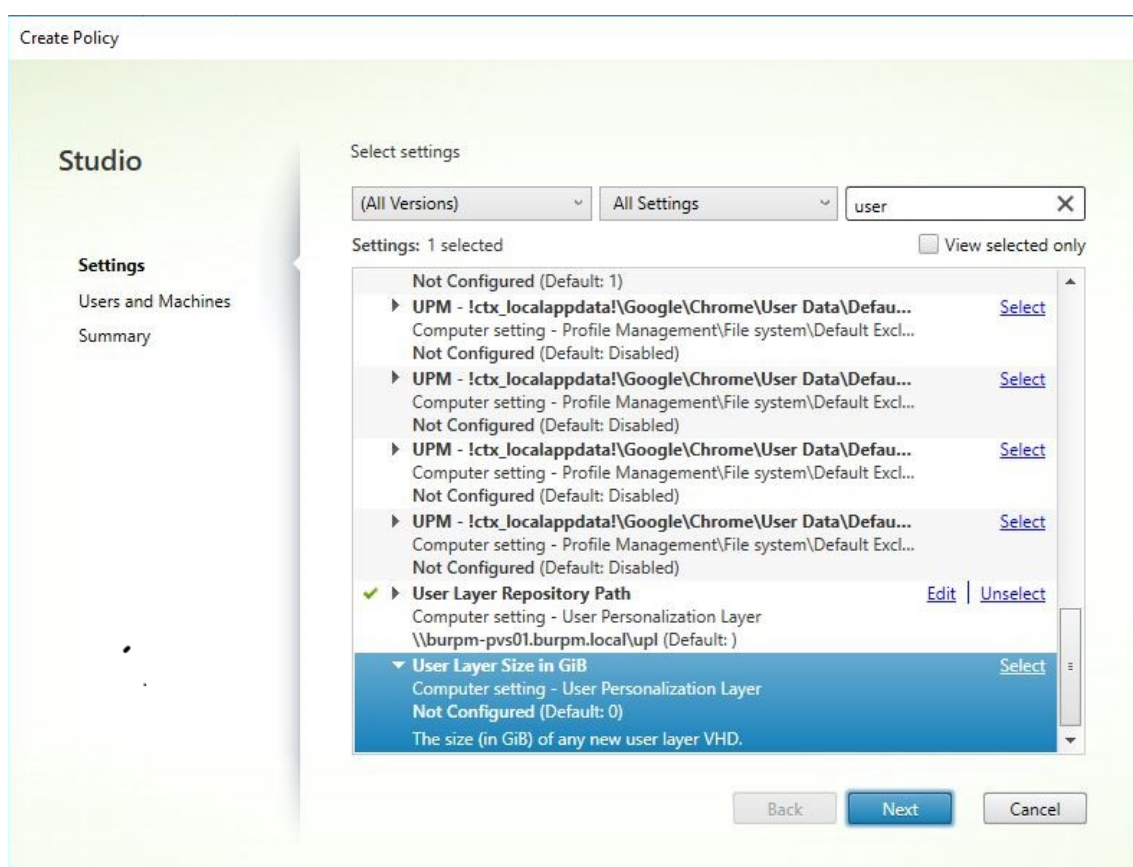 Create Policy
Studio
Settings
Users and Machines
Summary
Select settings
(All Versions)
All Settings
user
Settings: 1 selected
View selected only
Not Configured (Default: 1)
UPM - !ctx_localappdata!\Google\Chrome\User Data\Defau...
Select
Computer setting - Profile Management\File system\Default Excl...
Not Configured (Default: Disabled)
UPM - !ctx_localappdata!\Google\Chrome\User Data\Defau...
Select
Computer setting - Profile Management\File system\Default Excl...
Not Configured (Default: Disabled)
UPM - !ctx_localappdata!\Google\Chrome\User Data\Defau...
Select
Computer setting - Profile Management\File system\Default Excl...
Not Configured (Default: Disabled)
UPM - !ctx_localappdata!\Google\Chrome\User Data\Defau...
Select
Computer setting - Profile Management\File system\Default Excl...
Not Configured (Default: Disabled)
User Layer Repository Path
Edit | Unselect
Computer setting - User Personalization Layer
\\burpm-pvs01.burpm.local\upl (Default: )
User Layer Size in GiB
Select
Computer setting - User Personalization Layer
Not Configured (Default: 0)
The size (in GiB) of any new user layer VHD.
Back
Next
Cancel